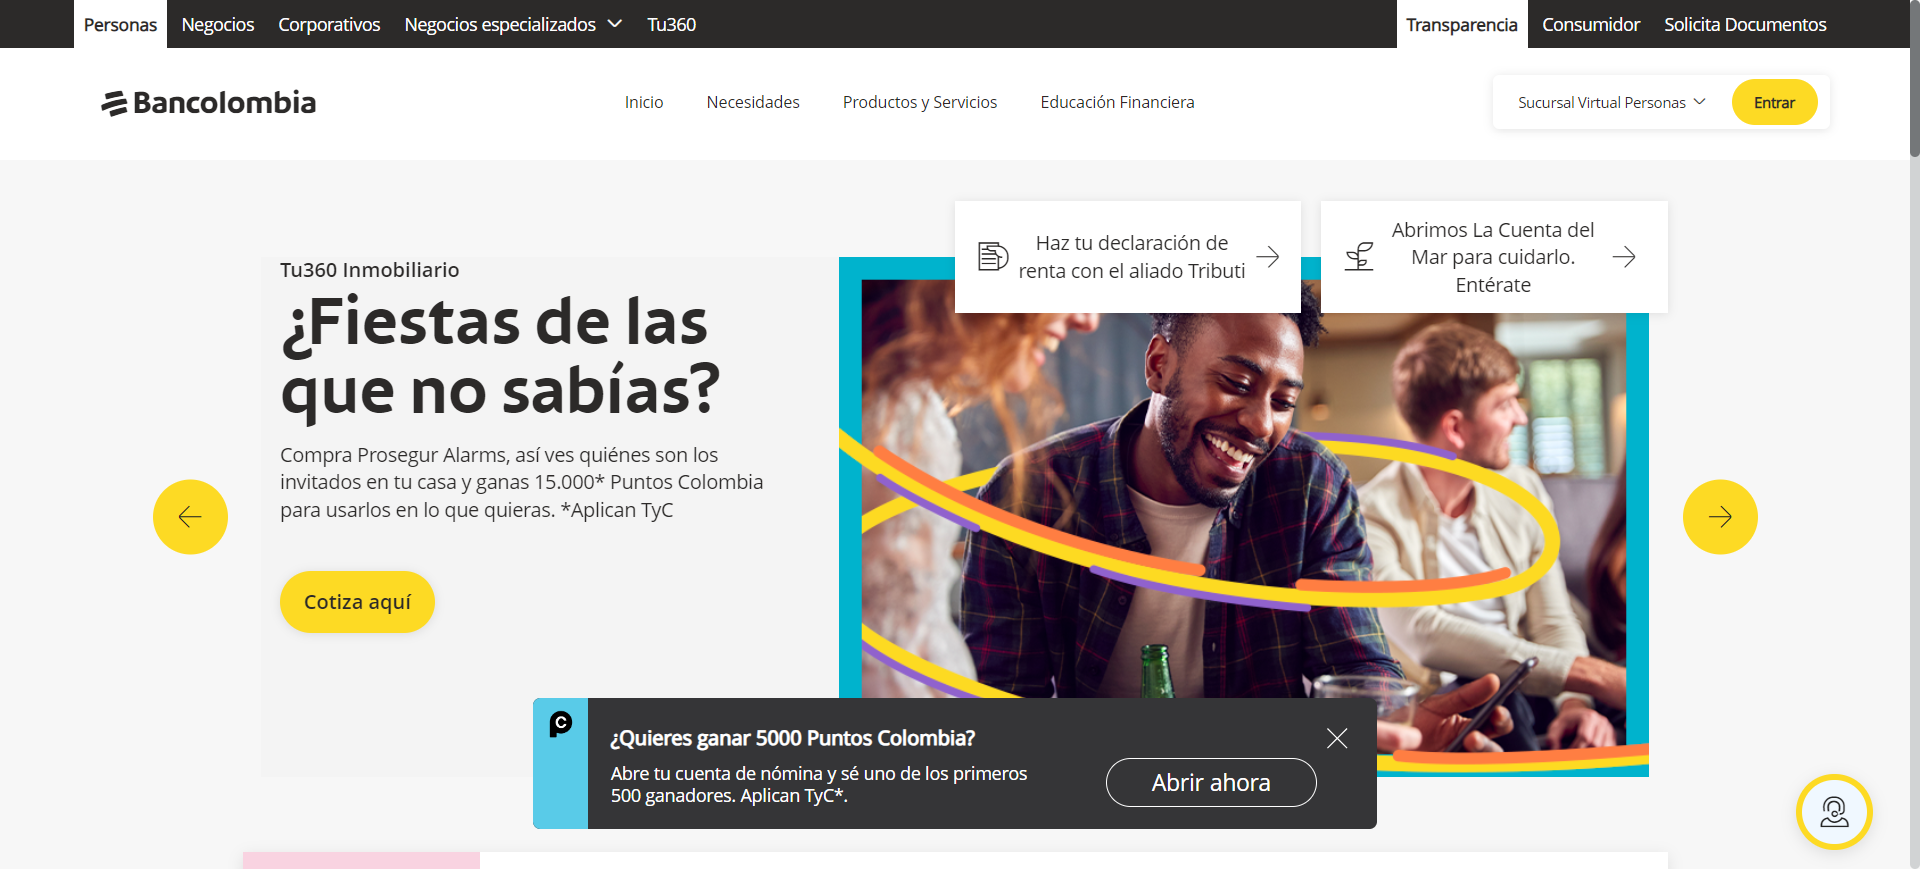 Personas
Negocios
Corporativos
Negocios especializados
Tu360
Transparencia
Consumidor
Solicita Documentos
Bancolombia
Inicio
Necesidades
Productos y Servicios
Educación Financiera
Sucursal Virtual Personas
Entrar
Haz tu declaración de
renta con el aliado Tributi
Abrimos La Cuenta del
Mar para cuidarlo.
Entérate
Tu360 Inmobiliario
¿Fiestas de las
que no sabías?
Compra Prosegur Alarms, así ves quiénes son los
invitados en tu casa y ganas 15.000* Puntos Colombia
para usarlos en lo que quieras. *Aplican TyC
Cotiza aquí
¿Quieres ganar 5000 Puntos Colombia?
Abre tu cuenta de nómina y sé uno de los primeros
500 ganadores. Aplican TyC*.
Abrir ahora